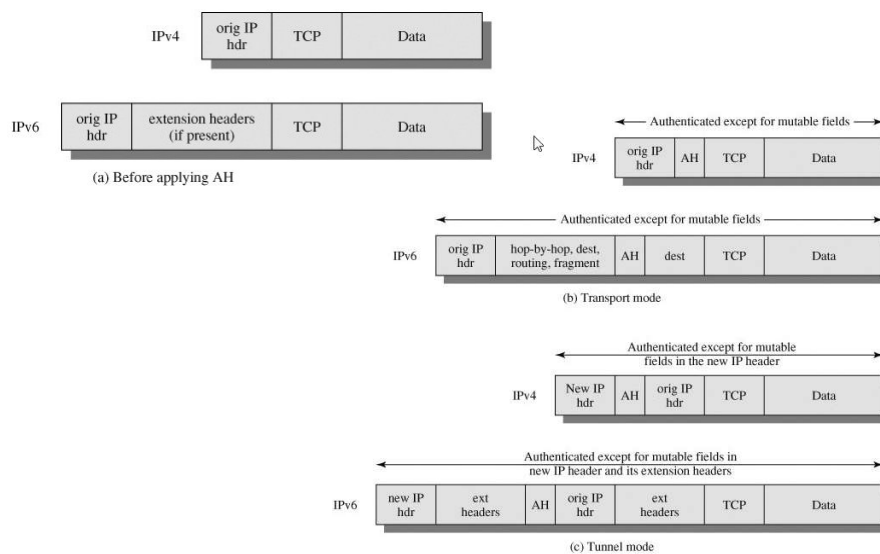 IPv4 orig IP hdr TCP Data
IPv6 orig IP hdr extension headers (if present) TCP Data
(a) Before applying AH
Authenticated except for mutable fields
IPv4 orig IP hdr AH TCP Data
Authenticated except for mutable fields
IPv6 orig IP hdr hop-by-hop, dest, routing, fragment AH dest TCP Data
(b) Transport mode
Authenticated except for mutable
fields in the new IP header
IPv4 New IP hdr AH orig IP hdr TCP Data
Authenticated except for mutable fields in
new IP header and its extension headers
IPv6 new IP hdr ext headers AH orig IP hdr ext headers TCP Data
(c) Tunnel mode